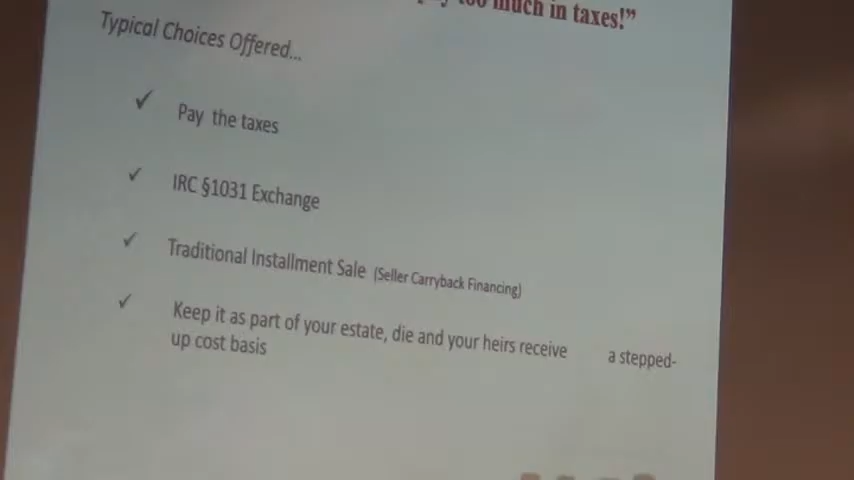 too much in taxes!”
Typical Choices Offered...
✓ Pay the taxes
✓ IRC §1031 Exchange
✓ Traditional Installment Sale (Seller Carryback Financing)
✓ Keep it as part of your estate, die and your heirs receive a stepped-
up cost basis